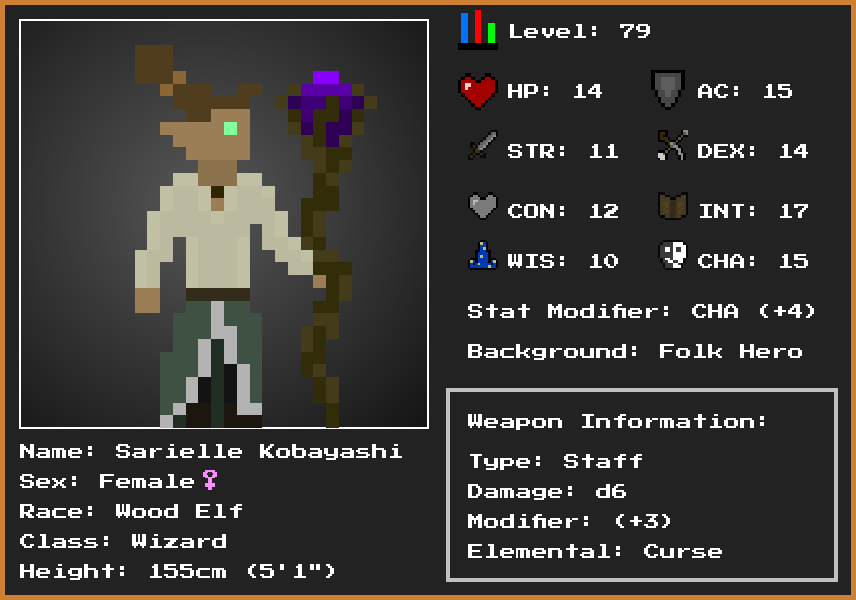 Level: 79
HP: 14 AC: 15
STR: 11 DEX: 14
CON: 12 INT: 17
WIS: 10 CHA: 15
Stat Modifier: CHA (+4)
Background: Folk Hero
Weapon Information:
Type: Staff
Damage: d6
Modifier: (+3)
Elemental: Curse
Name: Sarielle Kobayashi
Sex: Female♀
Race: Wood Elf
Class: Wizard
Height: 155cm (5'1")